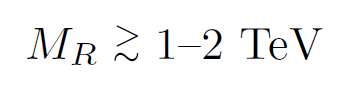 M_R ≳ 1–2 TeV